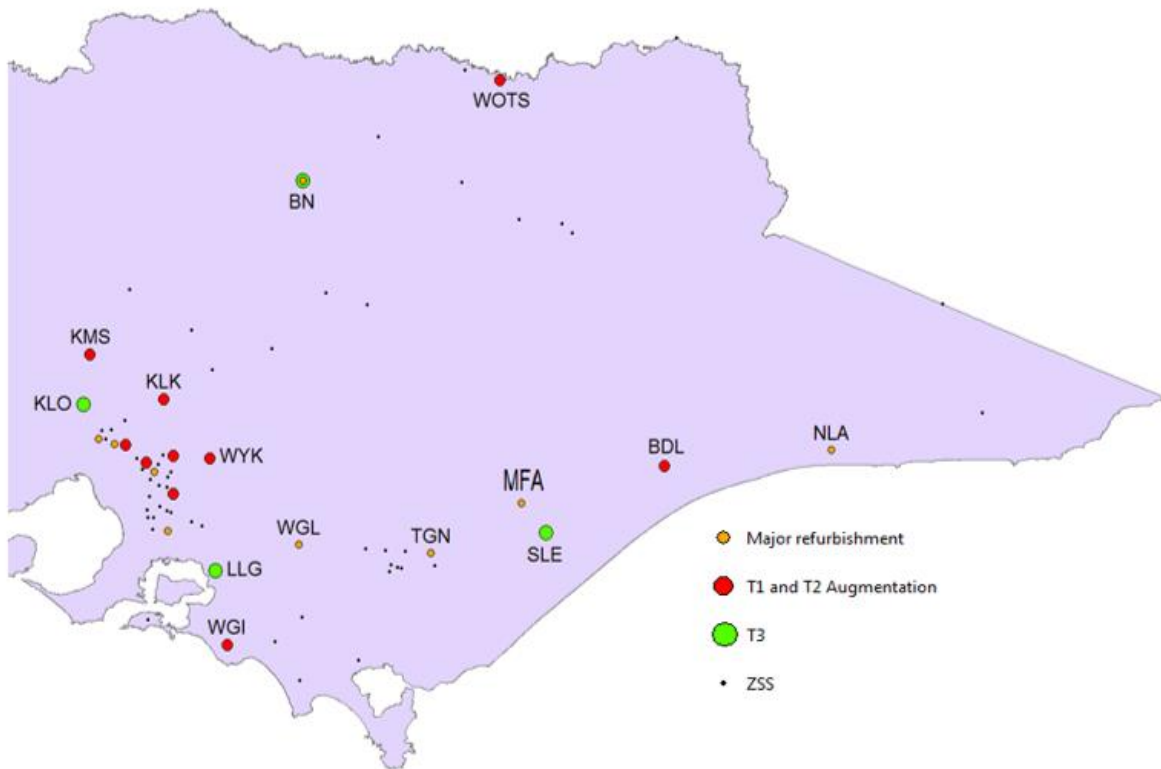 WOTS
BN
KMS
KLK
KLO
WYK
BDL
NLA
MFA
WGL
TGN
SLE
LLG
WGI
Major refurbishment
T1 and T2 Augmentation
T3
ZSS